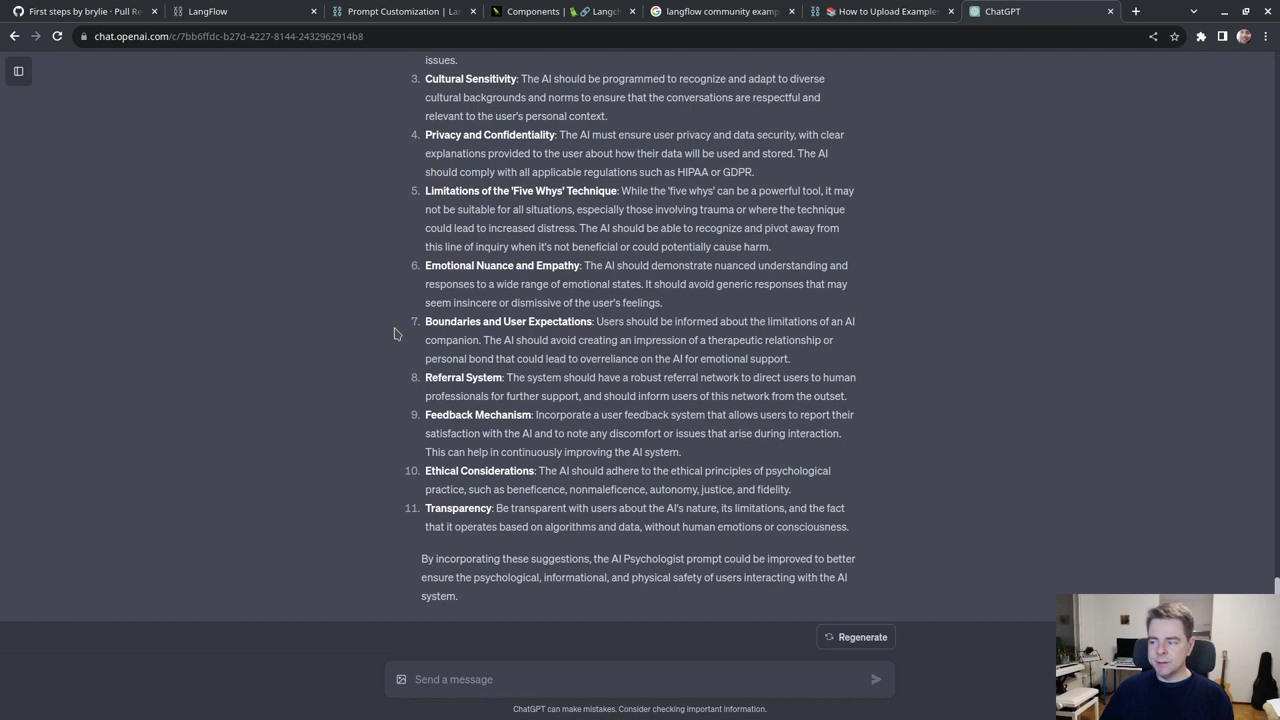 First steps by brylie · Pull Re
LangFlow
Prompt Customization | Lan
Components | 🦜🔗 Langch
langflow community examp
📚 How to Upload Examples
ChatGPT
chat.openai.com/c/7bb6ffdc-b27d-4227-8144-2432962914b8
issues.
3. Cultural Sensitivity: The AI should be programmed to recognize and adapt to diverse
cultural backgrounds and norms to ensure that the conversations are respectful and
relevant to the user's personal context.
4. Privacy and Confidentiality: The AI must ensure user privacy and data security, with clear
explanations provided to the user about how their data will be used and stored. The AI
should comply with all applicable regulations such as HIPAA or GDPR.
5. Limitations of the 'Five Whys' Technique: While the 'five whys' can be a powerful tool, it may
not be suitable for all situations, especially those involving trauma or where the technique
could lead to increased distress. The AI should be able to recognize and pivot away from
this line of inquiry when it's not beneficial or could potentially cause harm.
6. Emotional Nuance and Empathy: The AI should demonstrate nuanced understanding and
responses to a wide range of emotional states. It should avoid generic responses that may
seem insincere or dismissive of the user's feelings.
7. Boundaries and User Expectations: Users should be informed about the limitations of an AI
companion. The AI should avoid creating an impression of a therapeutic relationship or
personal bond that could lead to overreliance on the AI for emotional support.
8. Referral System: The system should have a robust referral network to direct users to human
professionals for further support, and should inform users of this network from the outset.
9. Feedback Mechanism: Incorporate a user feedback system that allows users to report their
satisfaction with the AI and to note any discomfort or issues that arise during interaction.
This can help in continuously improving the AI system.
10. Ethical Considerations: The AI should adhere to the ethical principles of psychological
practice, such as beneficence, nonmaleficence, autonomy, justice, and fidelity.
11. Transparency: Be transparent with users about the AI's nature, its limitations, and the fact
that it operates based on algorithms and data, without human emotions or consciousness.
By incorporating these suggestions, the AI Psychologist prompt could be improved to better
ensure the psychological, informational, and physical safety of users interacting with the AI
system.
Regenerate
Send a message
ChatGPT can make mistakes. Consider checking important information.